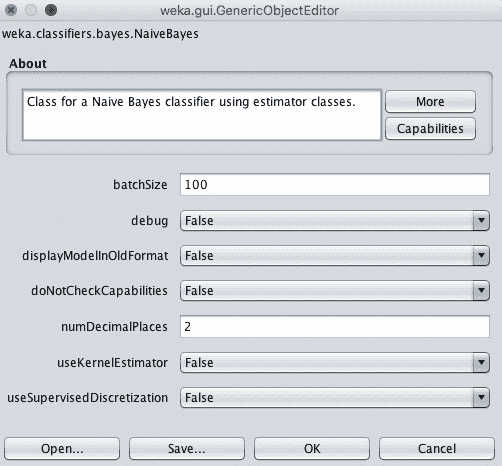 weka.gui.GenericObjectEditor
weka.classifiers.bayes.NaiveBayes
About
Class for a Naive Bayes classifier using estimator classes.
More
Capabilities
batchSize 100
debug False
displayModelInOldFormat False
doNotCheckCapabilities False
numDecimalPlaces 2
useKernelEstimator False
useSupervisedDiscretization False
Open... Save... OK Cancel